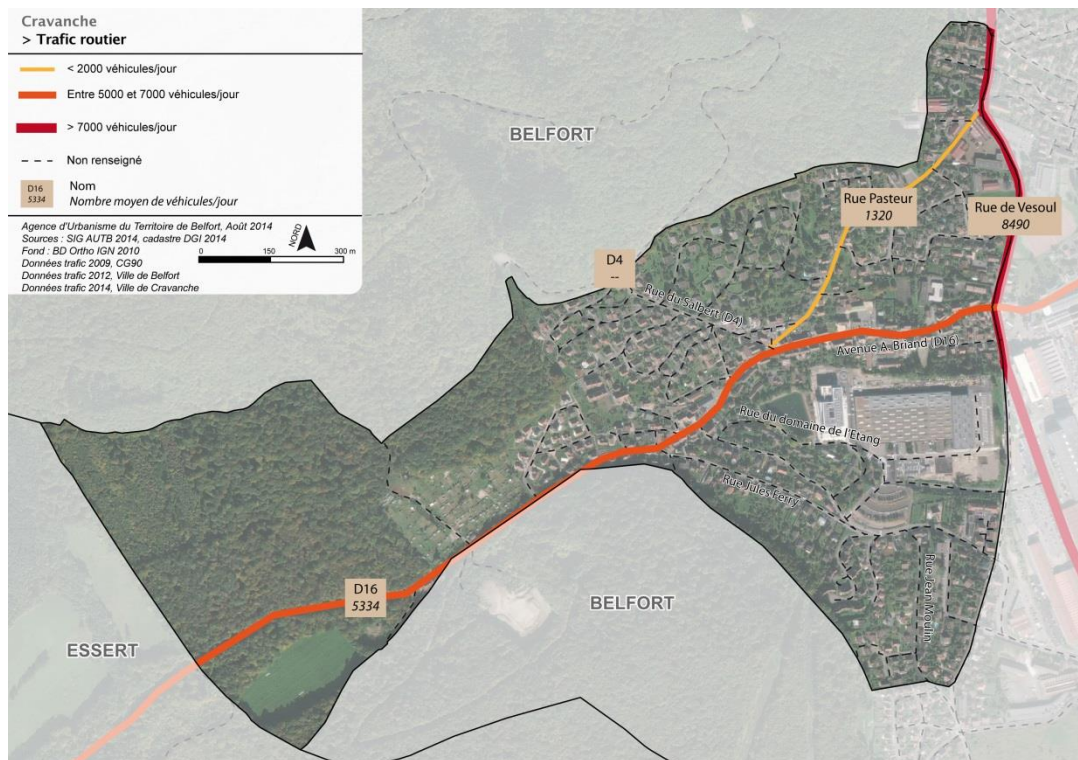 Cravanche
> Trafic routier
< 2000 véhicules/jour
Entre 5000 et 7000 véhicules/jour
> 7000 véhicules/jour
Non renseigné
D16
5334
Nom
Nombre moyen de véhicules/jour
Agence d'Urbanisme du Territoire de Belfort, Août 2014
Sources : SIG AUTB 2014, cadastre DGI 2014
Fond : BD Ortho IGN 2010
Données trafic 2009, CG90
Données trafic 2012, Ville de Belfort
Données trafic 2014, Ville de Cravanche
NORD
0 150 300 m
BELFORT
Rue Pasteur
1320
Rue de Vesoul
8490
D4
--
Rue du Salbert (D4)
Avenue A. Briand (D16)
Rue du domaine de l'Etang
Rue Jules Ferry
Rue Jean Moulin
D16
5334
BELFORT
ESSERT